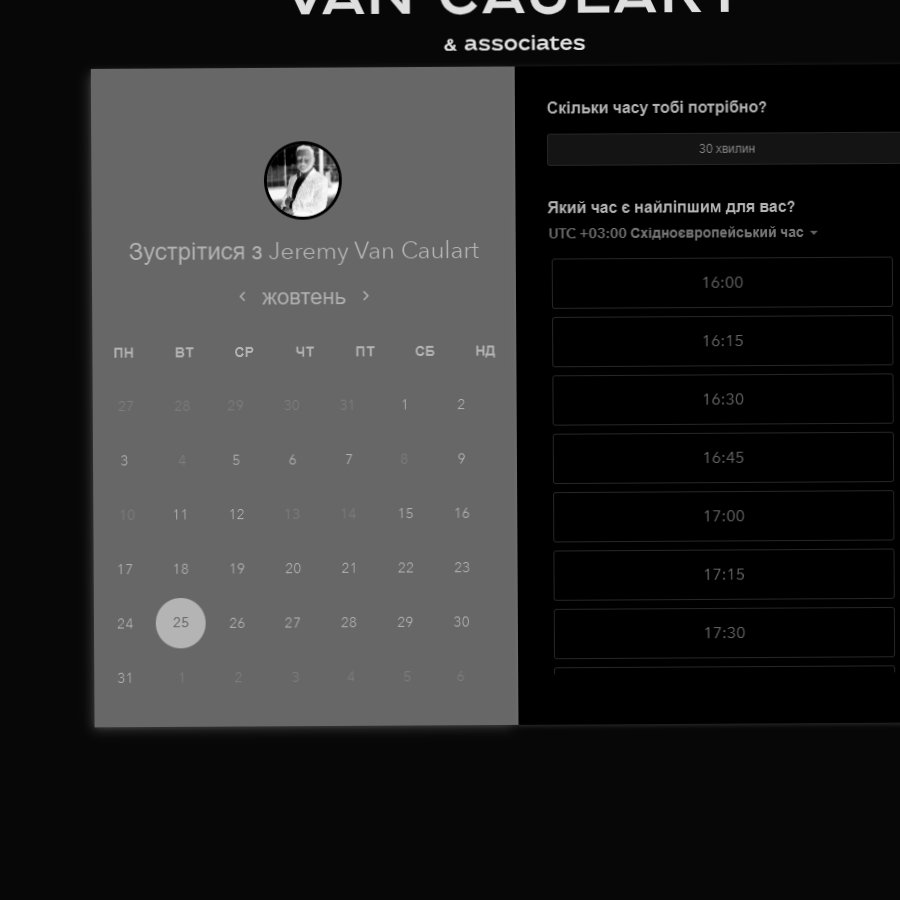 VAN CAULART
& associates
Зустрітися з Jeremy Van Caulart
жовтень
ПН ВТ СР ЧТ ПТ СБ НД
27 28 29 30 31 1 2
3 4 5 6 7 8 9
10 11 12 13 14 15 16
17 18 19 20 21 22 23
24 25 26 27 28 29 30
31 1 2 3 4 5 6
Скільки часу тобі потрібно?
30 хвилин
Який час є найліпшим для вас?
UTC +03:00 Східноєвропейський час
16:00
16:15
16:30
16:45
17:00
17:15
17:30